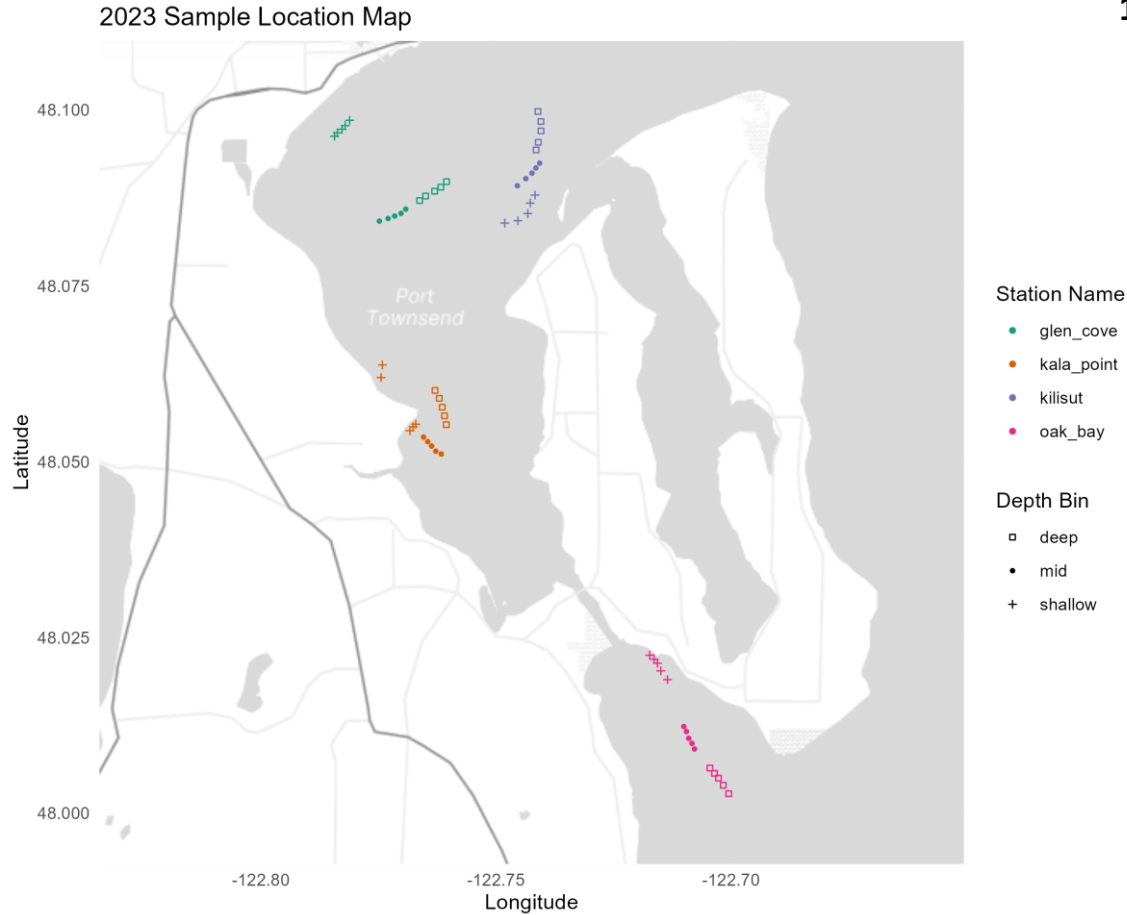 2023 Sample Location Map
1
48.100
48.075
48.050
48.025
48.000
Latitude
Port
Townsend
-122.80
-122.75
-122.70
Longitude
Station Name
glen_cove
kala_point
kilisut
oak_bay
Depth Bin
deep
mid
shallow